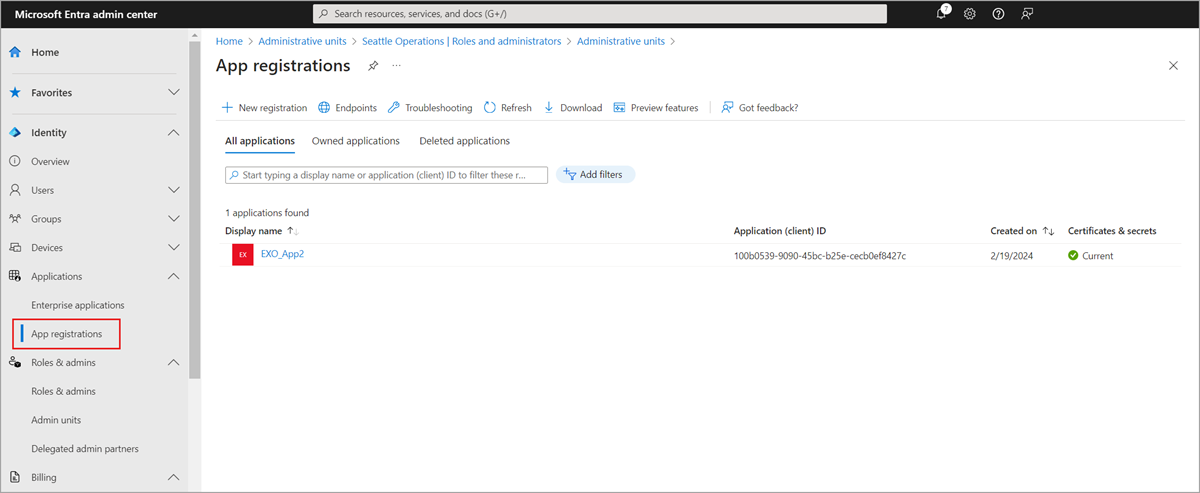 Microsoft Entra admin center
Search resources, services, and docs (G+/)
7
Home
Favorites
Identity
Overview
Users
Groups
Devices
Applications
Enterprise applications
App registrations
Roles & admins
Roles & admins
Admin units
Delegated admin partners
Billing
Home > Administrative units > Seattle Operations | Roles and administrators > Administrative units >
App registrations
New registration Endpoints Troubleshooting Refresh Download Preview features Got feedback?
All applications Owned applications Deleted applications
Start typing a display name or application (client) ID to filter these r... Add filters
1 applications found
Display name Application (client) ID Created on Certificates & secrets
EX EXO_App2 100b0539-9090-45bc-b25e-cecb0ef8427c 2/19/2024 Current